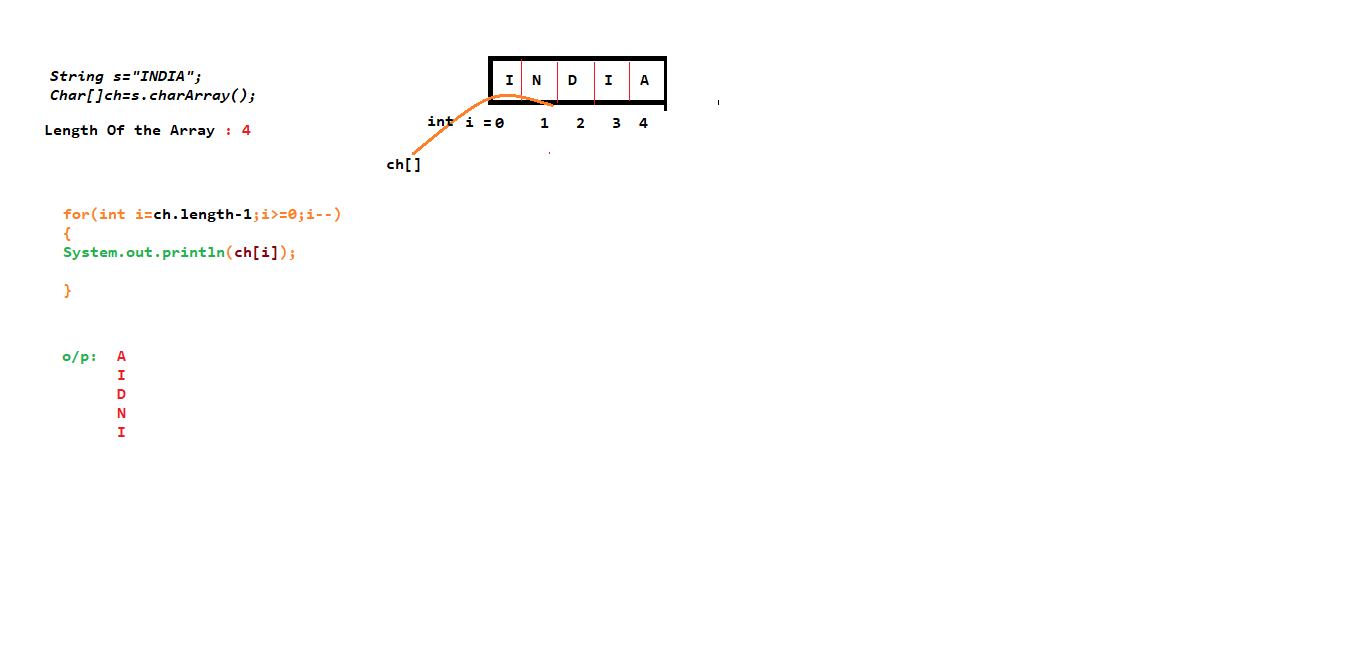 String s="INDIA";
Char[]ch=s.charArray();
Length Of the Array : 4
I N D I A
int i =0 1 2 3 4
ch[]
for(int i=ch.length-1;i>=0;i--)
{
System.out.println(ch[i]);
}
o/p: A
I
D
N
I